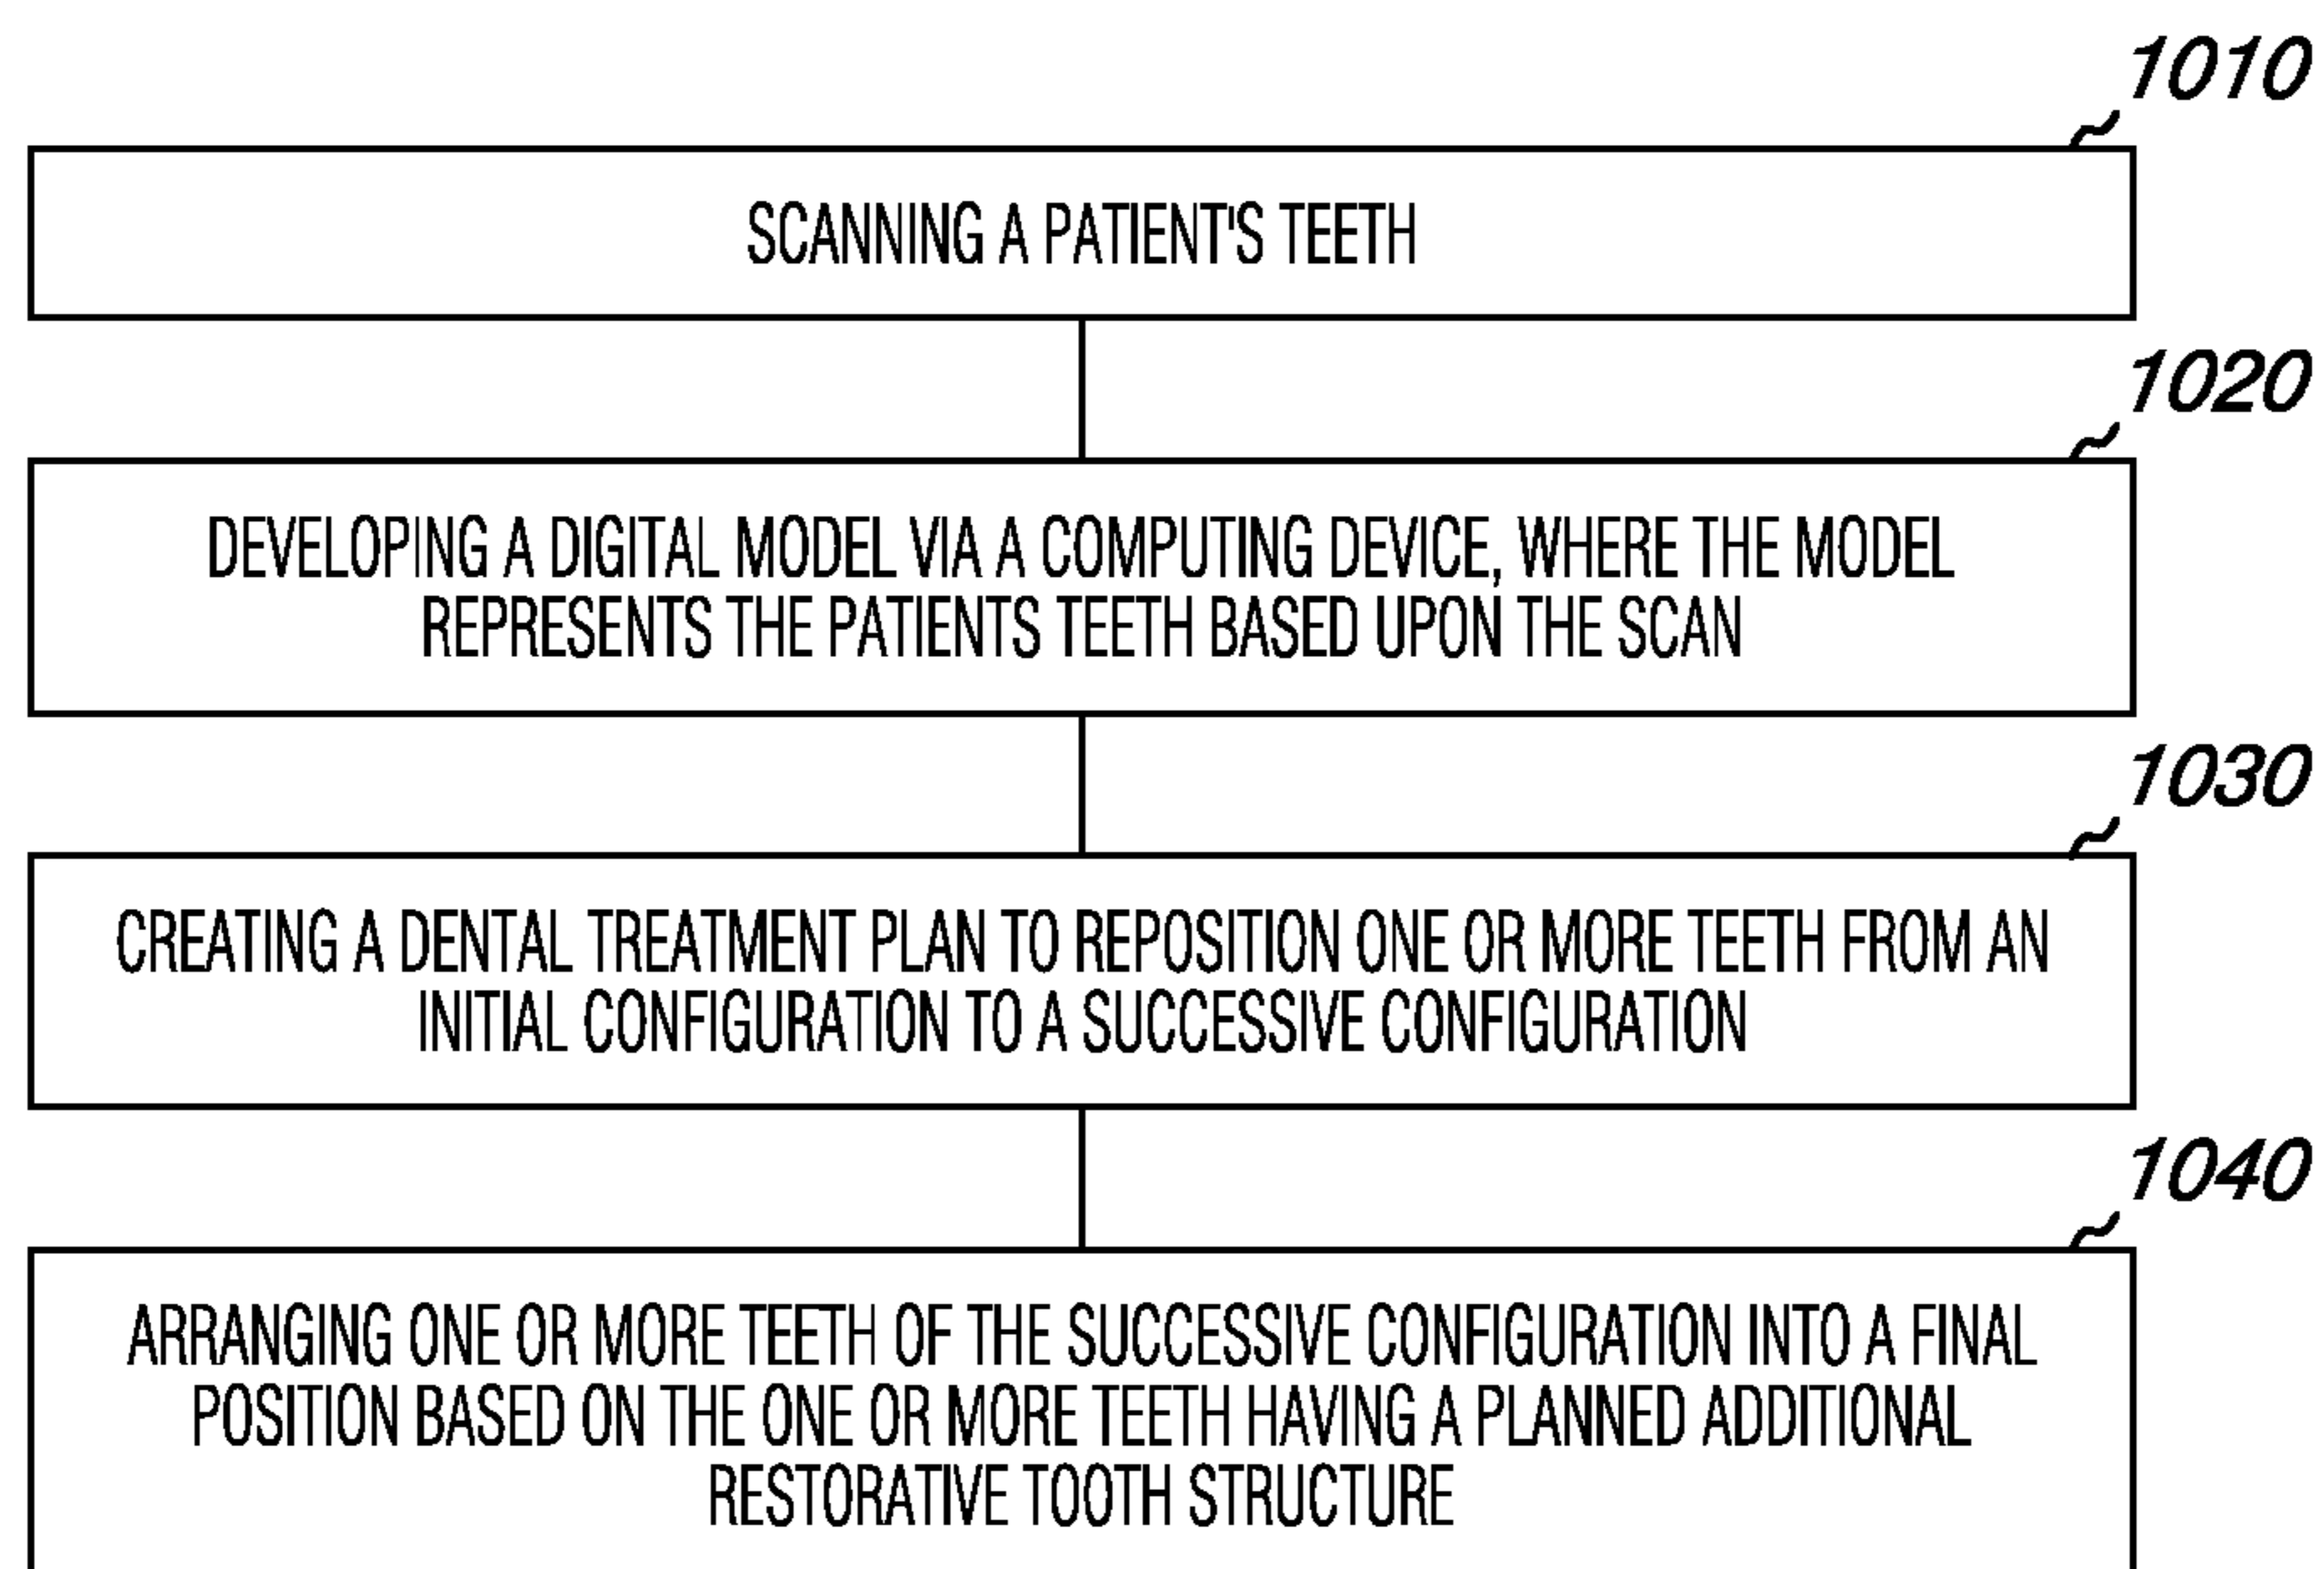 1010
SCANNING A PATIENT'S TEETH
1020
DEVELOPING A DIGITAL MODEL VIA A COMPUTING DEVICE, WHERE THE MODEL
REPRESENTS THE PATIENTS TEETH BASED UPON THE SCAN
1030
CREATING A DENTAL TREATMENT PLAN TO REPOSITION ONE OR MORE TEETH FROM AN
INITIAL CONFIGURATION TO A SUCCESSIVE CONFIGURATION
1040
ARRANGING ONE OR MORE TEETH OF THE SUCCESSIVE CONFIGURATION INTO A FINAL
POSITION BASED ON THE ONE OR MORE TEETH HAVING A PLANNED ADDITIONAL
RESTORATIVE TOOTH STRUCTURE